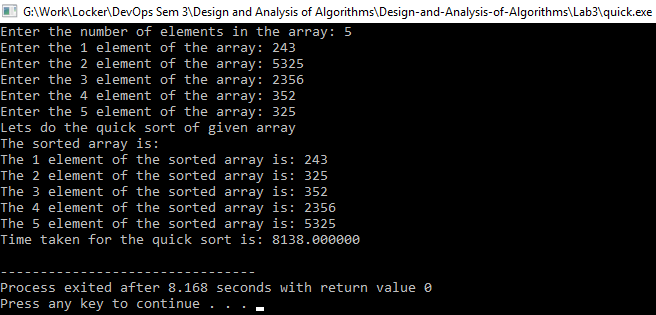 G:\Work\Locker\DevOps Sem 3\Design and Analysis of Algorithms\Design-and-Analysis-of-Algorithms\Lab3\quick.exe
Enter the number of elements in the array: 5
Enter the 1 element of the array: 243
Enter the 2 element of the array: 5325
Enter the 3 element of the array: 2356
Enter the 4 element of the array: 352
Enter the 5 element of the array: 325
Lets do the quick sort of given array
The sorted array is:
The 1 element of the sorted array is: 243
The 2 element of the sorted array is: 325
The 3 element of the sorted array is: 352
The 4 element of the sorted array is: 2356
The 5 element of the sorted array is: 5325
Time taken for the quick sort is: 8138.000000
--------------------------------
Process exited after 8.168 seconds with return value 0
Press any key to continue . . .